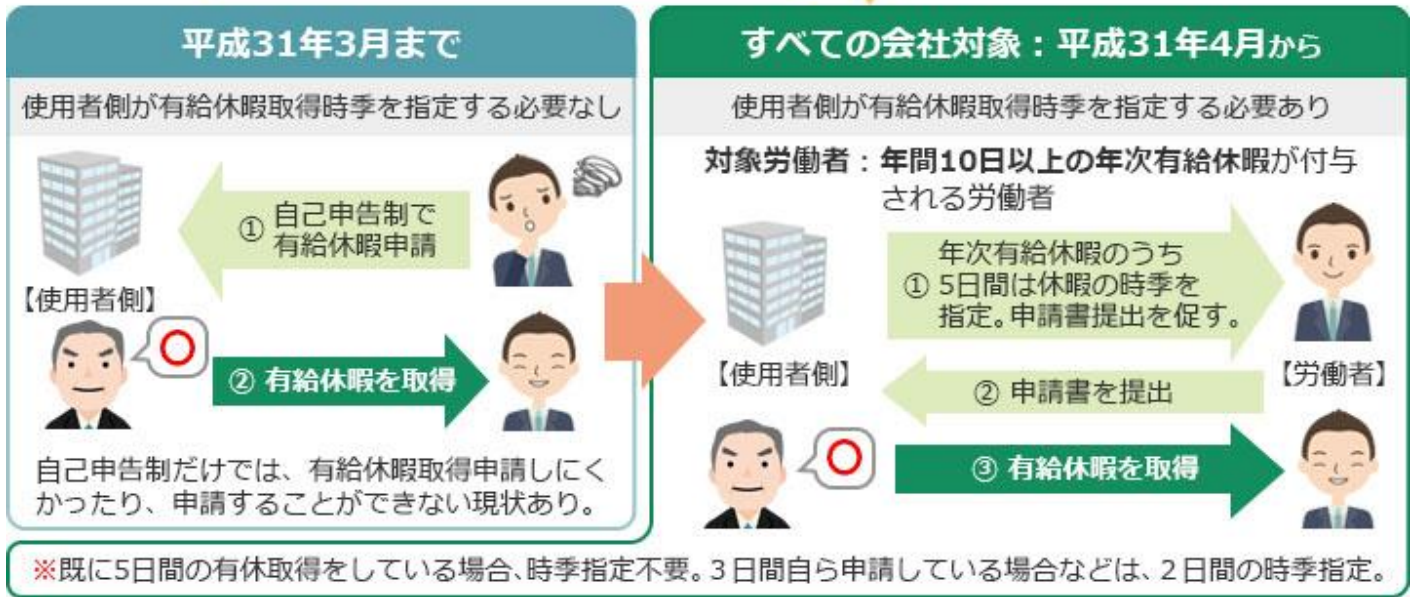 平成31年3月まで
使用者側が有給休暇取得時季を指定する必要なし
① 自己申告制で
有給休暇申請
【使用者側】
② 有給休暇を取得
自己申告制だけでは、有給休暇取得申請しにく
かったり、申請することができない現状あり。
すべての会社対象：平成31年4月から
使用者側が有給休暇取得時季を指定する必要あり
対象労働者：年間10日以上の年次有給休暇が付与
される労働者
年次有給休暇のうち
① 5日間は休暇の時季を
指定。申請書提出を促す。
【使用者側】
【労働者】
② 申請書を提出
③ 有給休暇を取得
※既に5日間の有休取得をしている場合、時季指定不要。３日間自ら申請している場合などは、２日間の時季指定。